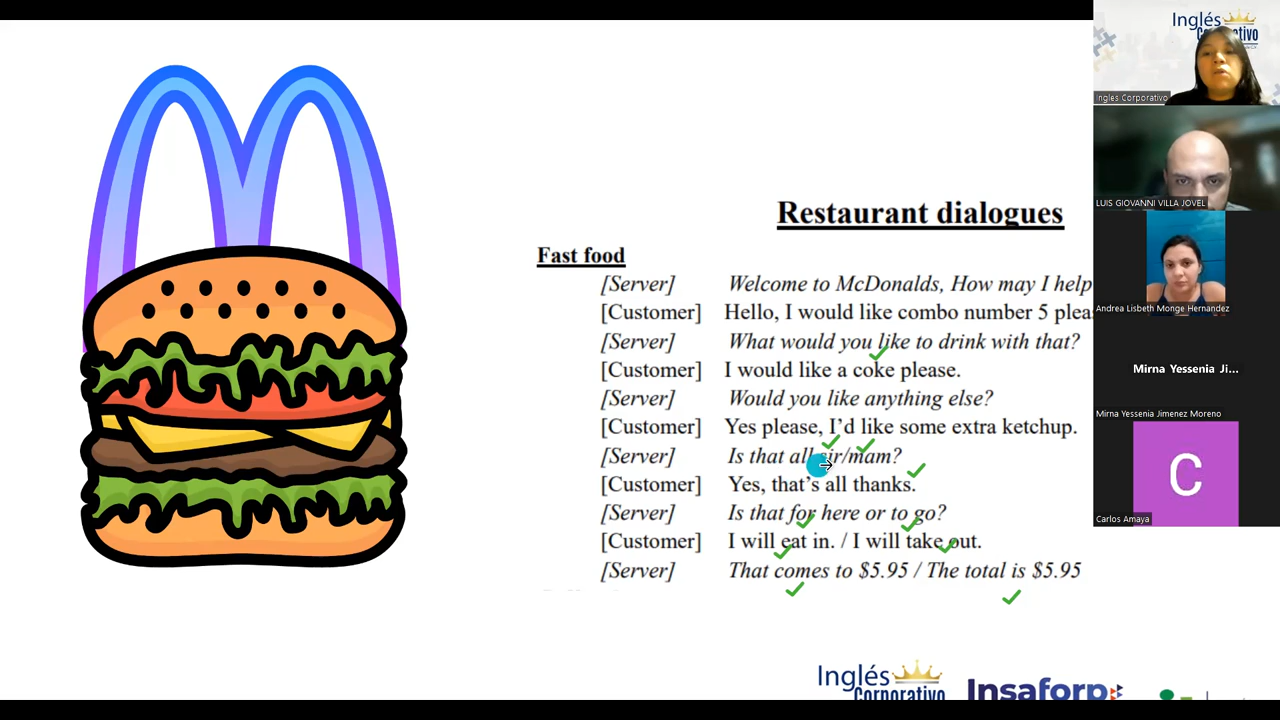 Restaurant dialogues
Fast food
[Server] Welcome to McDonalds, How may I help
[Customer] Hello, I would like combo number 5 plea
[Server] What would you like to drink with that?
[Customer] I would like a coke please.
[Server] Would you like anything else?
[Customer] Yes please, I'd like some extra ketchup.
[Server] Is that all sir/mam?
[Customer] Yes, that's all thanks.
[Server] Is that for here or to go?
[Customer] I will eat in. / I will take out.
[Server] That comes to $5.95 / The total is $5.95
Inglés
Corporativo
Insaforp
Inglés
Corporativo
Ingles Corporativo
LUIS GIOVANNI VILLA JOVEL
Andrea Lisbeth Monge Hernandez
Mirna Yessenia Ji...
Mirna Yessenia Jimenez Moreno
C
Carlos Amaya